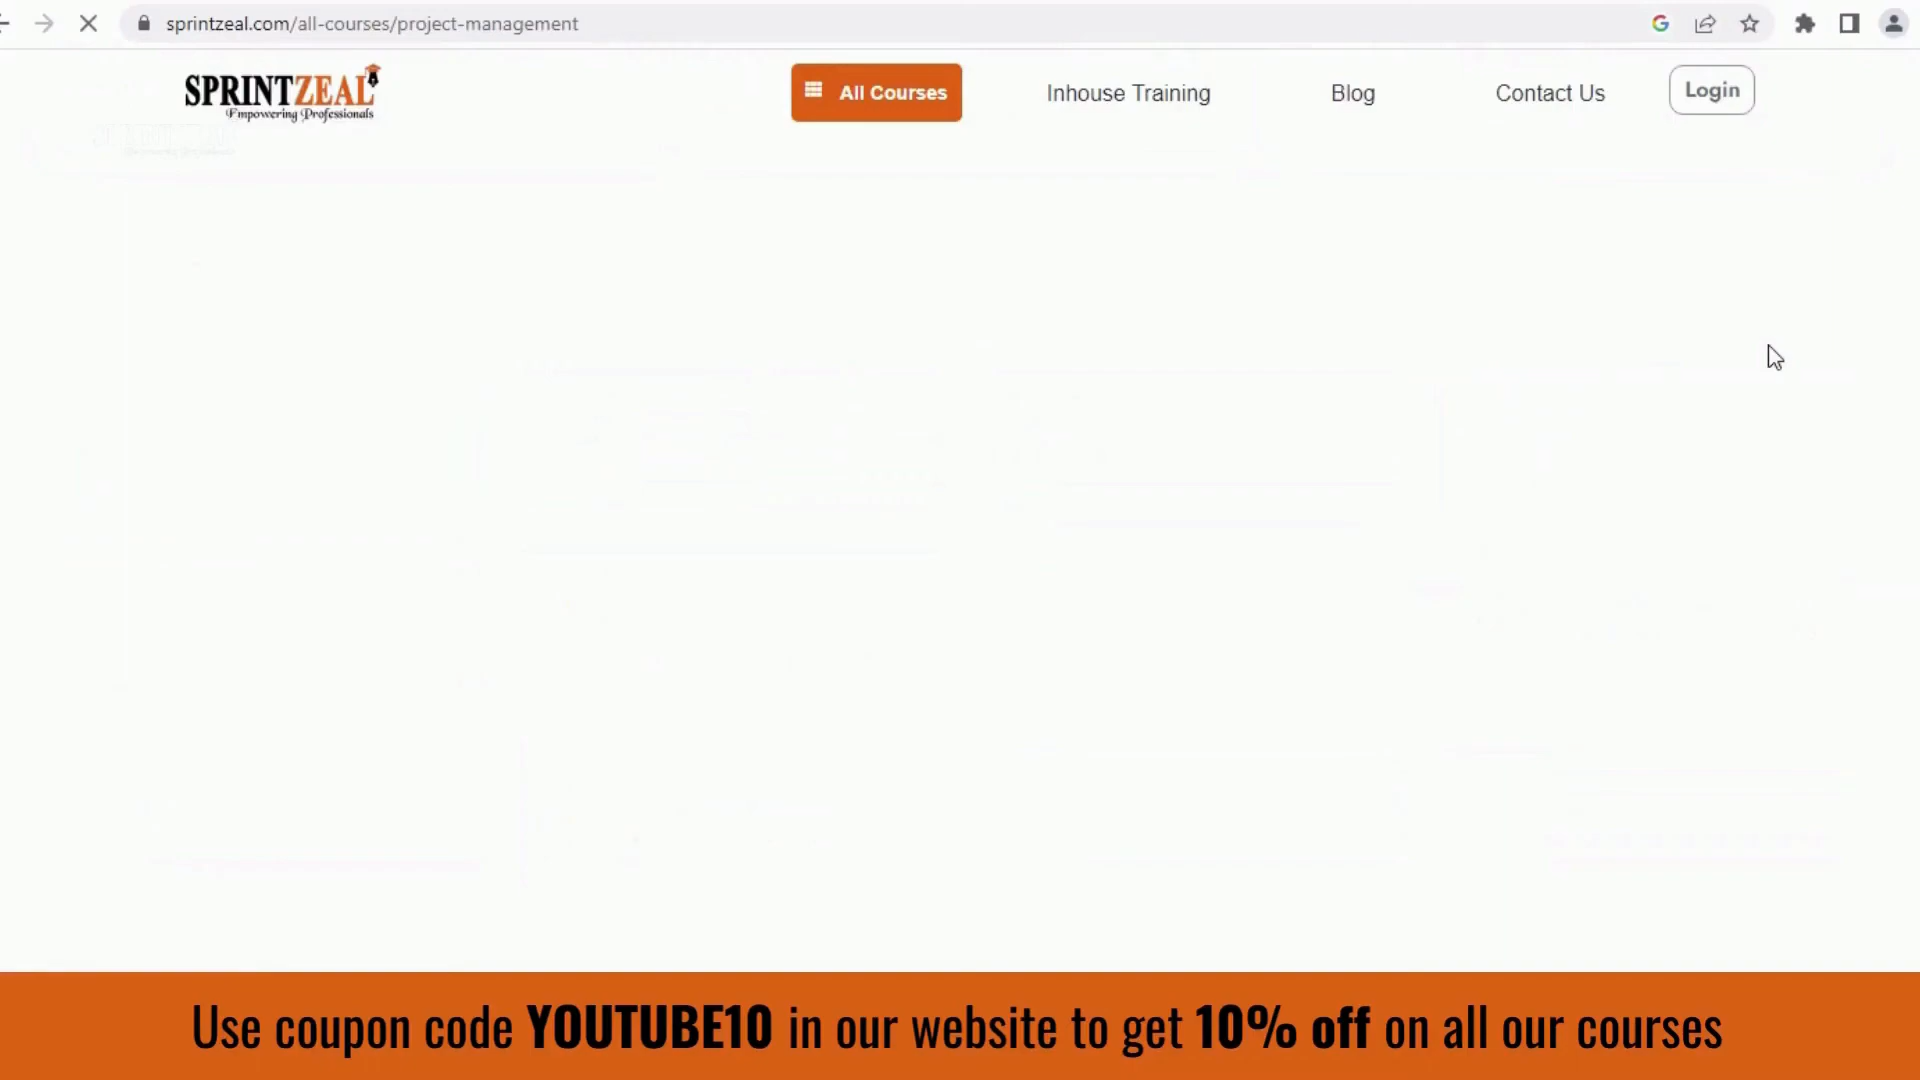 sprintzeal.com/all-courses/project-management
SPRINTZEAL
Empowering Professionals
All Courses
Inhouse Training
Blog
Contact Us
Login
Use coupon code YOUTUBE10 in our website to get 10% off on all our courses